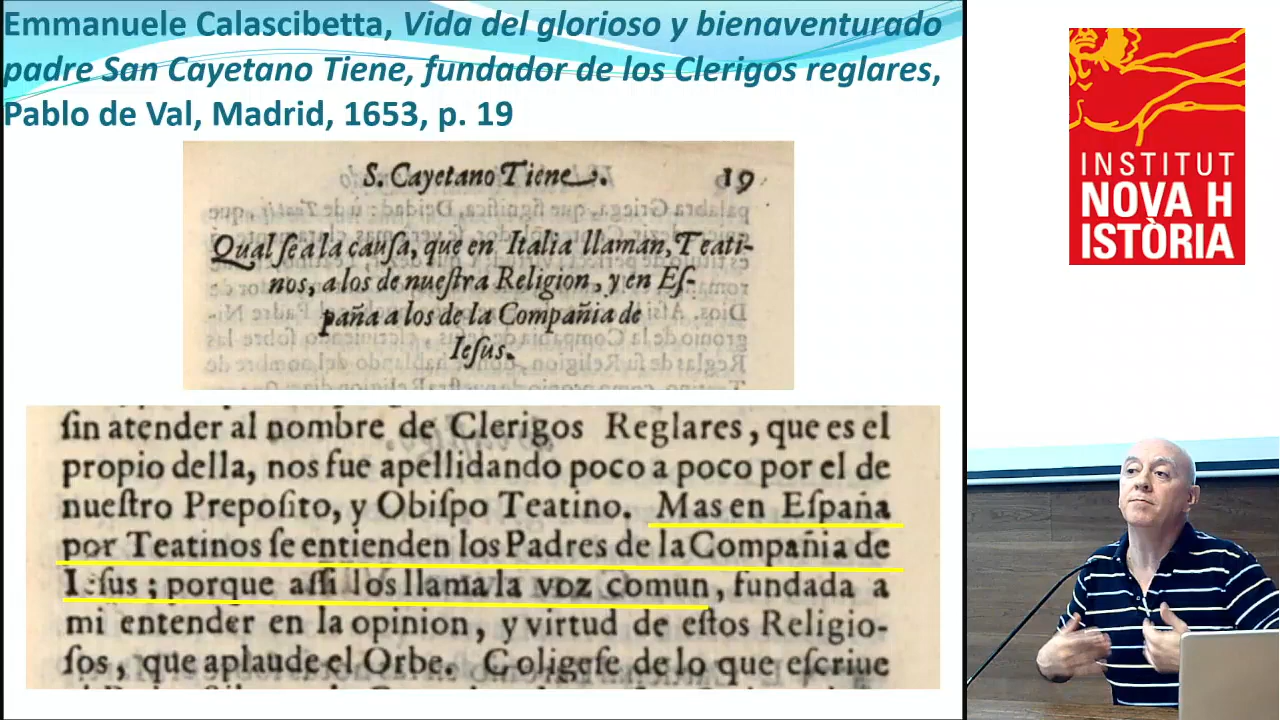 Emmanuele Calascibetta, Vida del glorioso y bienaventurado
padre San Cayetano Tiene, fundador de los Clerigos reglares,
Pablo de Val, Madrid, 1653, p. 19
S. Cayetano Tiene. 19
Qual sea la causa, que en Italia llaman, Teati-
nos, a los de nueſtra Religion, y en Eſ-
paña a los de la Compañia de
Ieſus.
ſin atender al nombre de Clerigos Reglares, que es el
propio della, nos fue apellidando poco a poco por el de
nueſtro Prepoſito, y Obiſpo Teatino. Mas en Eſpaña
por Teatinos ſe entienden los Padres de la Compañia de
Ieſus; porque aſſi los llama la voz comun, fundada a
mi entender en la opinion, y virtud de eſtos Religio-
ſos, que aplaude el Orbe. Coligeſe de lo que eſcriue
INSTITUT
NOVA H
ISTÒRIA